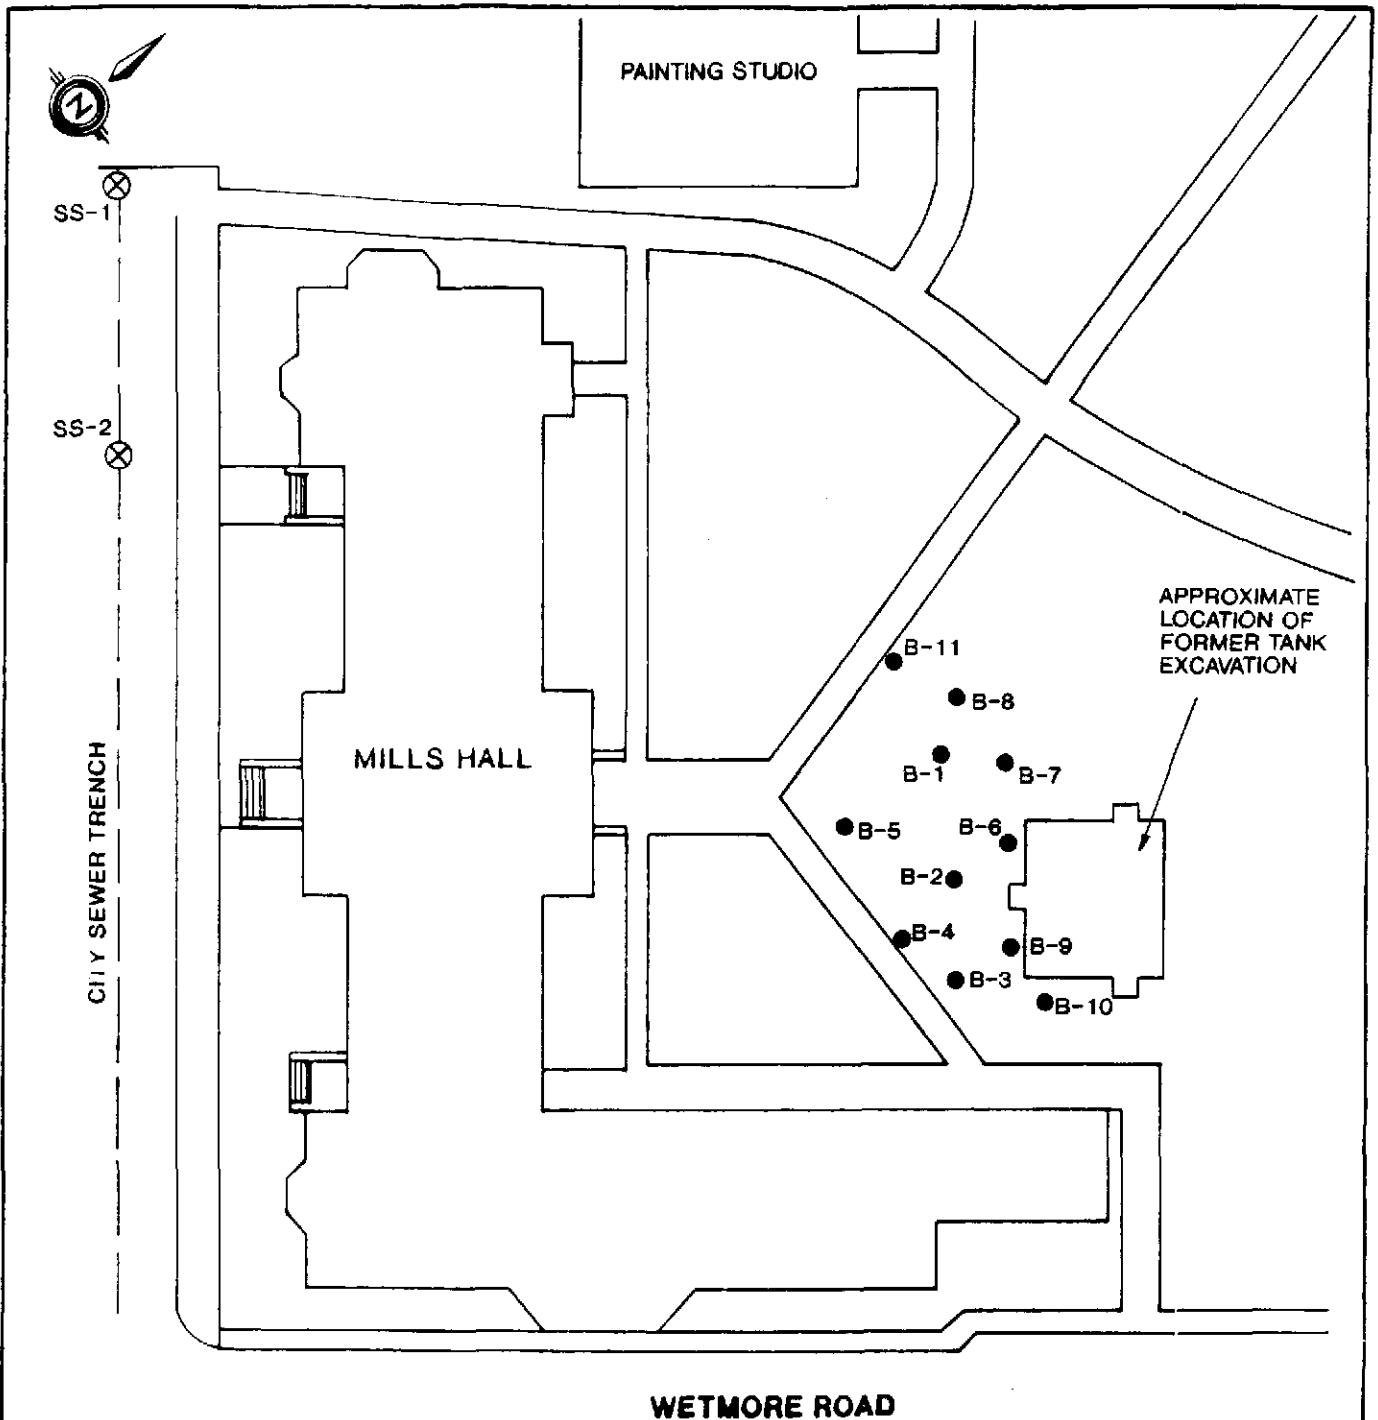 PAINTING STUDIO
N
SS-1
SS-2
APPROXIMATE
LOCATION OF
FORMER TANK
EXCAVATION
B-11
B-8
MILLS HALL
B-1
B-7
B-5
B-6
B-2
B-4
B-9
B-3
B-10
CITY SEWER TRENCH
WETMORE ROAD